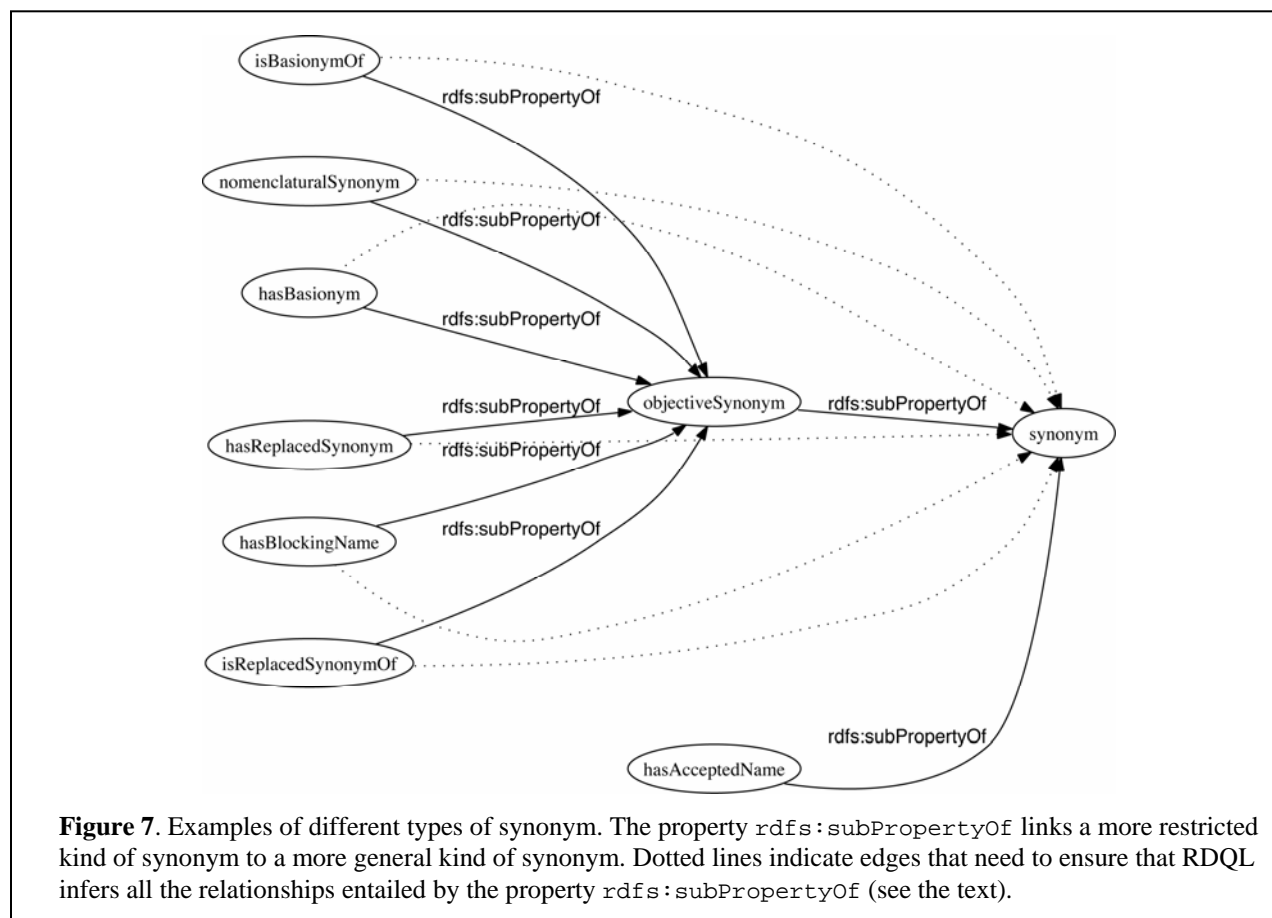 isBasionymOf
rdfs:subPropertyOf
nomenclaturalSynonym
rdfs:subPropertyOf
hasBasionym
rdfs:subPropertyOf
objectiveSynonym
rdfs:subPropertyOf
rdfs:subPropertyOf
synonym
hasReplacedSynonym
rdfs:subPropertyOf
hasBlockingName
rdfs:subPropertyOf
isReplacedSynonymOf
rdfs:subPropertyOf
hasAcceptedName
Figure 7. Examples of different types of synonym. The property rdfs:subPropertyOf links a more restricted
kind of synonym to a more general kind of synonym. Dotted lines indicate edges that need to ensure that RDQL
infers all the relationships entailed by the property rdfs:subPropertyOf (see the text).